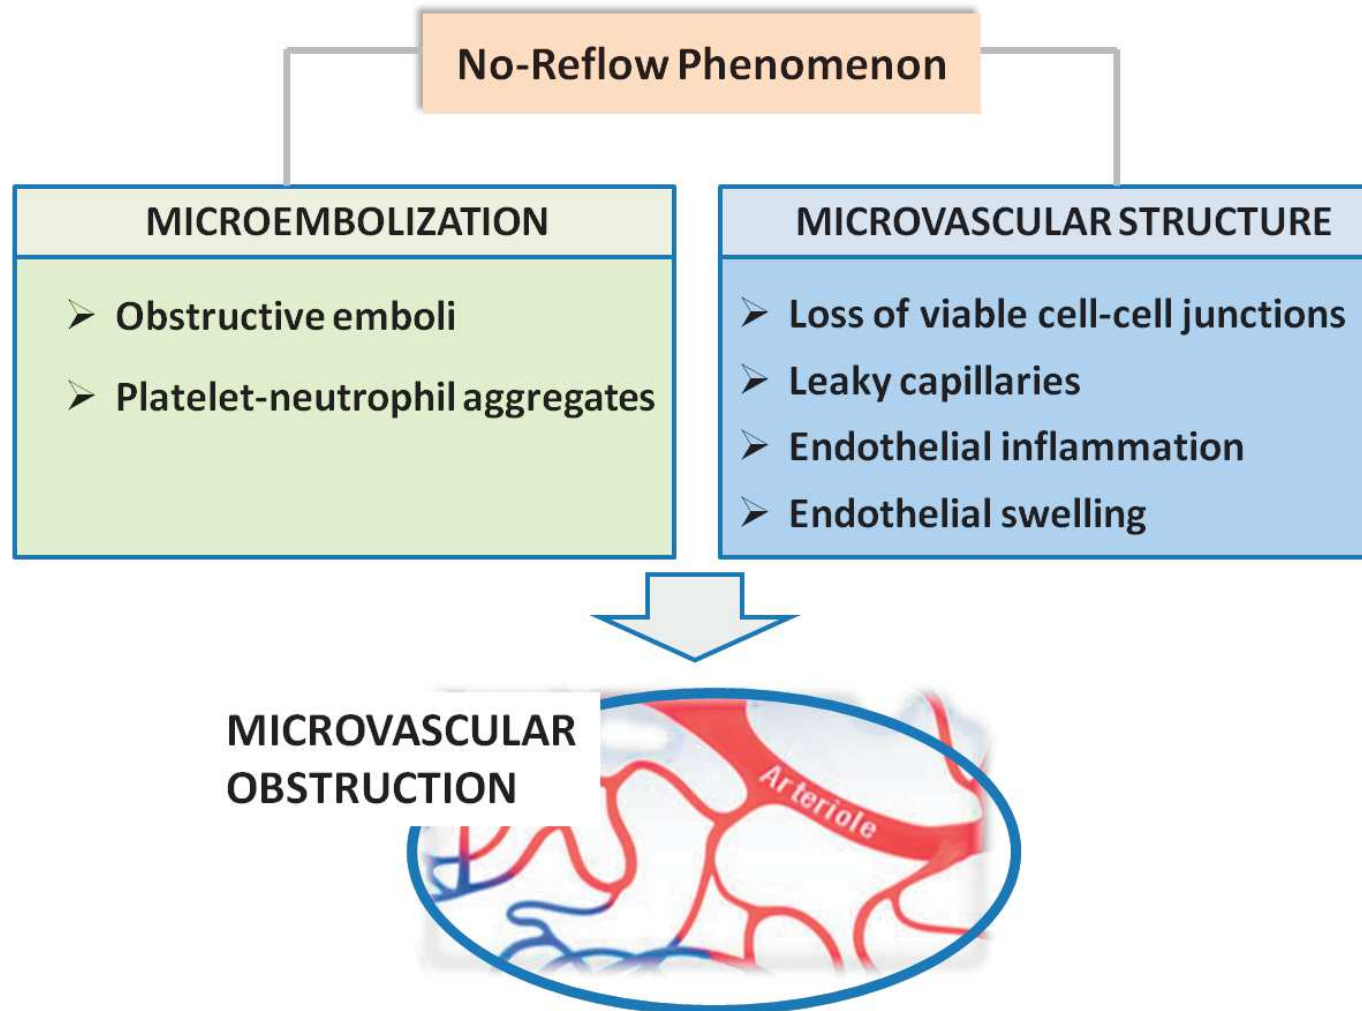 No-Reflow Phenomenon
MICROEMBOLIZATION
➢ Obstructive emboli
➢ Platelet-neutrophil aggregates
MICROVASCULAR STRUCTURE
➢ Loss of viable cell-cell junctions
➢ Leaky capillaries
➢ Endothelial inflammation
➢ Endothelial swelling
MICROVASCULAR
OBSTRUCTION
Arteriole